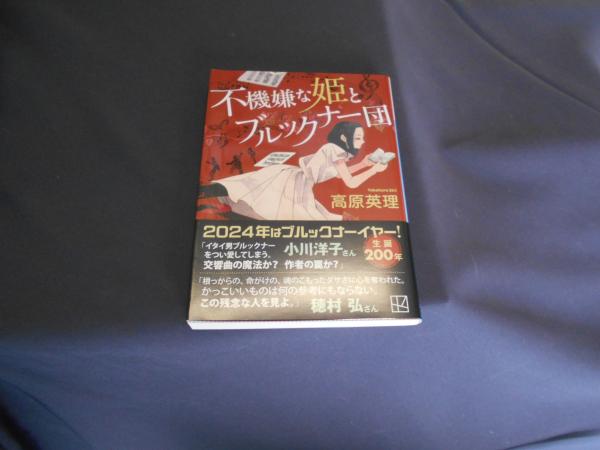 不機嫌な姫と
ブルックナー団
Takahara Eiri
高原英理
2024年はブルックナーイヤー!
生誕
200年
「イタイ男ブルックナー
をつい愛してしまう。
交響曲の魔法か? 作者の罠か?」
小川洋子さん
「根っからの、命がけの、魂のこもったダサさに心を奪われた。
かっこいいものは何の参考にもならない。
この残念な人を見よ。」
穂村 弘さん